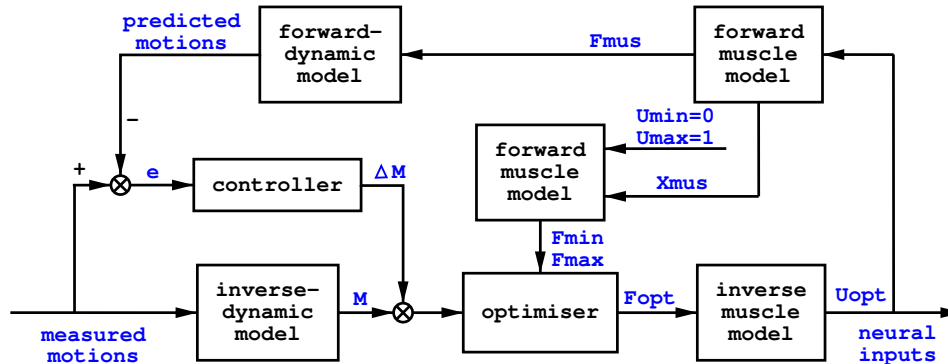 predicted
motions
forward-
dynamic
model
Fmus
forward
muscle
model
Umin=0
Umax=1
forward
muscle
model
Xmus
−
+
e
controller
ΔM
Fmin
Fmax
inverse-
dynamic
model
M
optimiser
Fopt
inverse
muscle
model
Uopt
measured
motions
neural
inputs